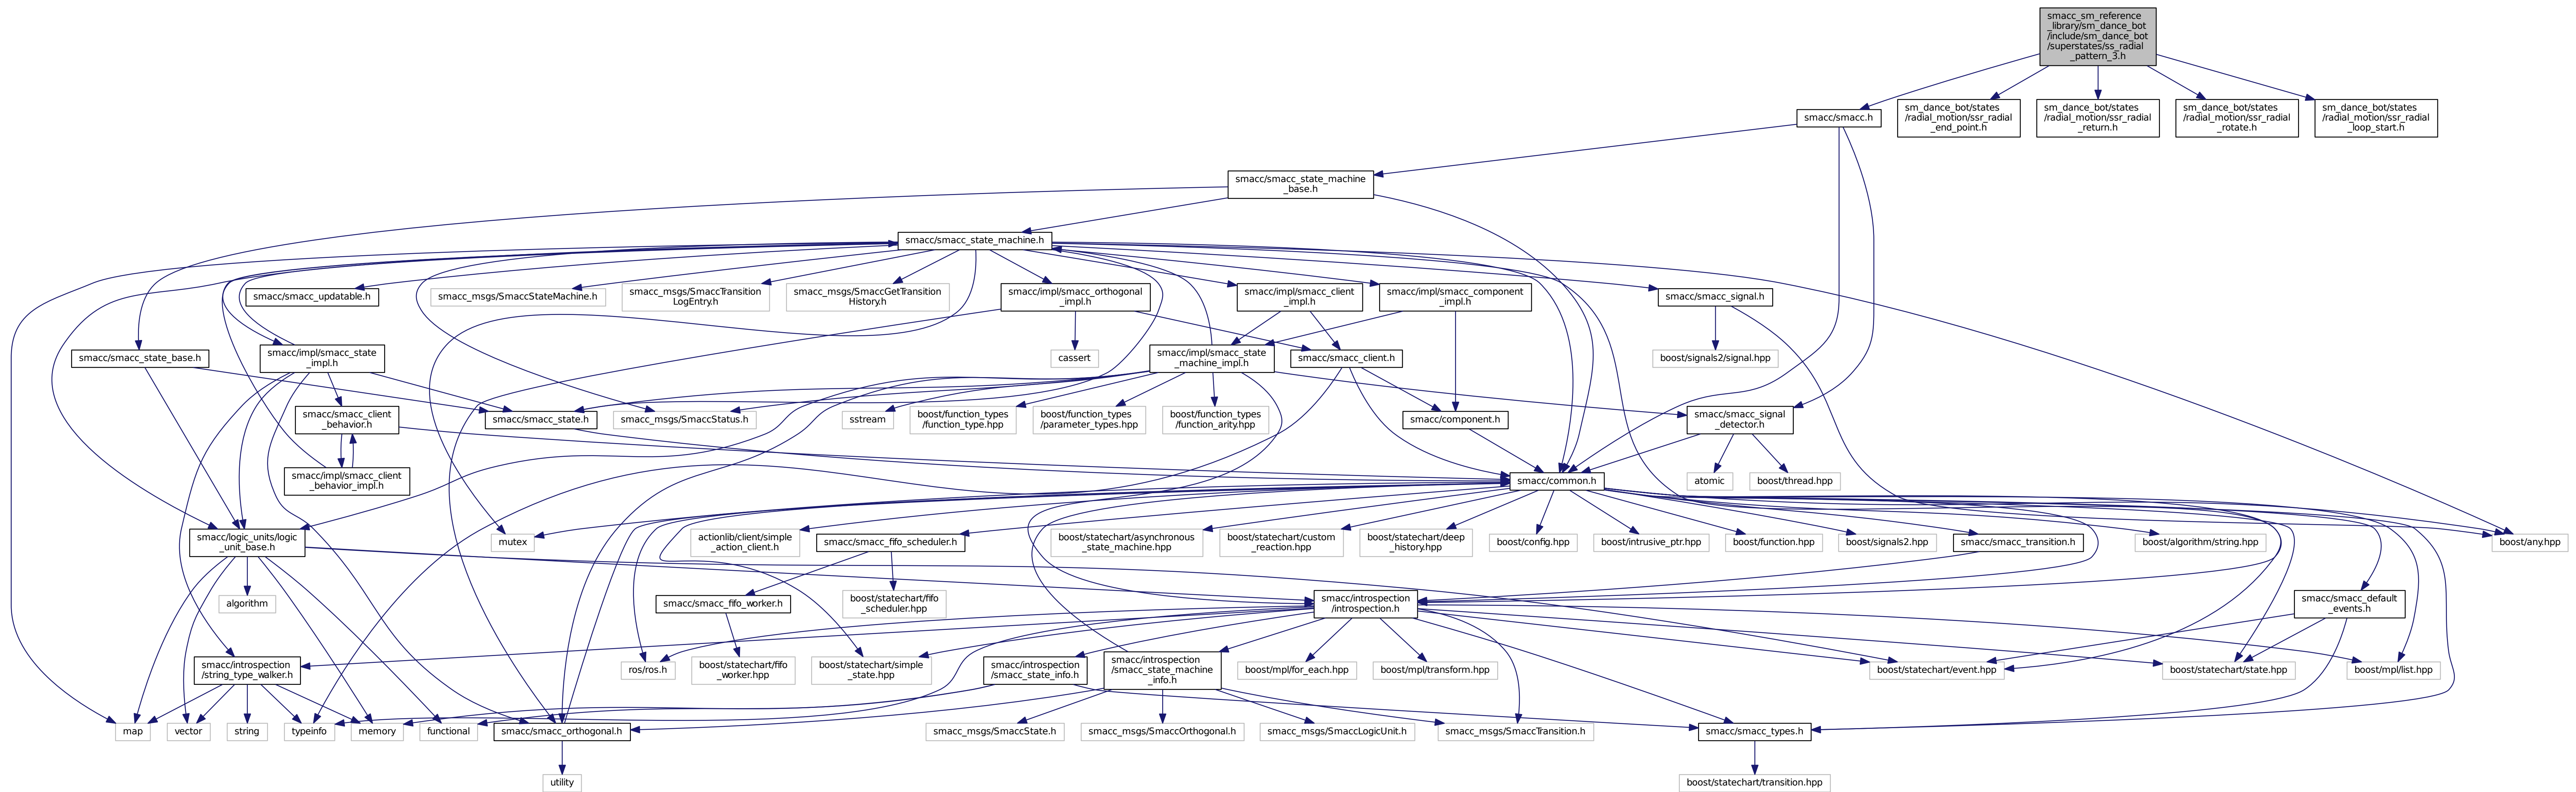 smacc_sm_reference
_library/sm_dance_bot
/include/sm_dance_bot
/superstates/ss_radial
_pattern_3.h
smacc/smacc.h
sm_dance_bot/states
/radial_motion/ssr_radial
_end_point.h
sm_dance_bot/states
/radial_motion/ssr_radial
_return.h
sm_dance_bot/states
/radial_motion/ssr_radial
_rotate.h
sm_dance_bot/states
/radial_motion/ssr_radial
_loop_start.h
smacc/smacc_state_machine
_base.h
smacc/smacc_state_machine.h
smacc/smacc_updatable.h
smacc_msgs/SmaccStateMachine.h
smacc_msgs/SmaccTransition
LogEntry.h
smacc_msgs/SmaccGetTransition
History.h
smacc/impl/smacc_orthogonal
_impl.h
smacc/impl/smacc_client
_impl.h
smacc/impl/smacc_component
_impl.h
smacc/smacc_signal.h
smacc/smacc_state_base.h
smacc/impl/smacc_state
_impl.h
cassert
smacc/impl/smacc_state
_machine_impl.h
smacc/smacc_client.h
boost/signals2/signal.hpp
smacc/smacc_client
_behavior.h
smacc/smacc_state.h
smacc_msgs/SmaccStatus.h
sstream
boost/function_types
/function_type.hpp
boost/function_types
/parameter_types.hpp
boost/function_types
/function_arity.hpp
smacc/component.h
smacc/smacc_signal
_detector.h
smacc/impl/smacc_client
_behavior_impl.h
smacc/common.h
atomic
boost/thread.hpp
smacc/logic_units/logic
_unit_base.h
mutex
actionlib/client/simple
_action_client.h
smacc/smacc_fifo_scheduler.h
boost/statechart/asynchronous
_state_machine.hpp
boost/statechart/custom
_reaction.hpp
boost/statechart/deep
_history.hpp
boost/config.hpp
boost/intrusive_ptr.hpp
boost/function.hpp
boost/signals2.hpp
smacc/smacc_transition.h
boost/algorithm/string.hpp
boost/any.hpp
algorithm
smacc/smacc_fifo_worker.h
boost/statechart/fifo
_scheduler.hpp
smacc/introspection
/introspection.h
smacc/smacc_default
_events.h
smacc/introspection
/string_type_walker.h
ros/ros.h
boost/statechart/fifo
_worker.hpp
boost/statechart/simple
_state.hpp
smacc/introspection
/smacc_state_info.h
smacc/introspection
/smacc_state_machine
_info.h
boost/mpl/for_each.hpp
boost/mpl/transform.hpp
boost/statechart/event.hpp
boost/statechart/state.hpp
boost/mpl/list.hpp
map
vector
string
typeinfo
memory
functional
smacc/smacc_orthogonal.h
smacc_msgs/SmaccState.h
smacc_msgs/SmaccOrthogonal.h
smacc_msgs/SmaccLogicUnit.h
smacc_msgs/SmaccTransition.h
smacc/smacc_types.h
utility
boost/statechart/transition.hpp